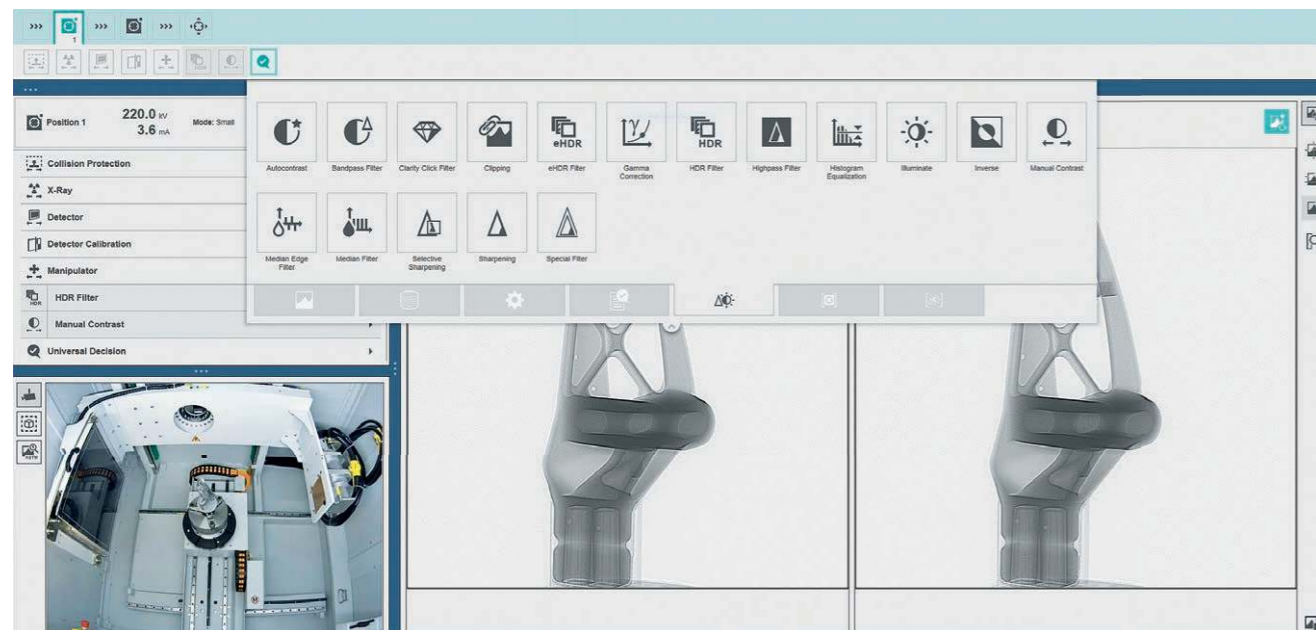 >>> >>> >>>
1
HDR
...
Position 1
220.0 kV
3.6 mA
Mode: Small
Collision Protection
X-Ray
Detector
Detector Calibration
Manipulator
HDR
HDR Filter
Manual Contrast
Universal Decision
...
eHDR
γ
HDR
Autocontrast
Bandpass Filter
Clarity Click Filter
Clipping
eHDR Filter
Gamma
Correction
HDR Filter
Highpass Filter
Histogram
Equalization
Illuminate
Inverse
Manual Contrast
Median Edge
Filter
Median Filter
Selective
Sharpening
Sharpening
Special Filter
ASTM